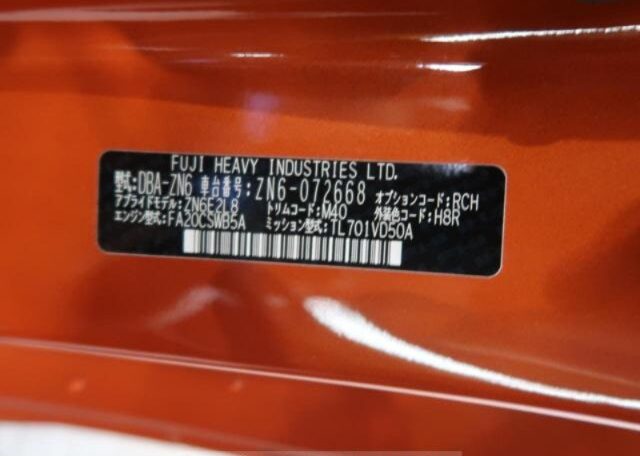 FUJI HEAVY INDUSTRIES LTD.
型式:DBA-ZN6 車台番号:ZN6-072668 オプションコード:RCH
アプライドモデル:ZN6E2L8 トリムコード:M40 外装色コード:H8R
エンジン型式:FA20CSWB5A ミッション型式:TL701VD50A